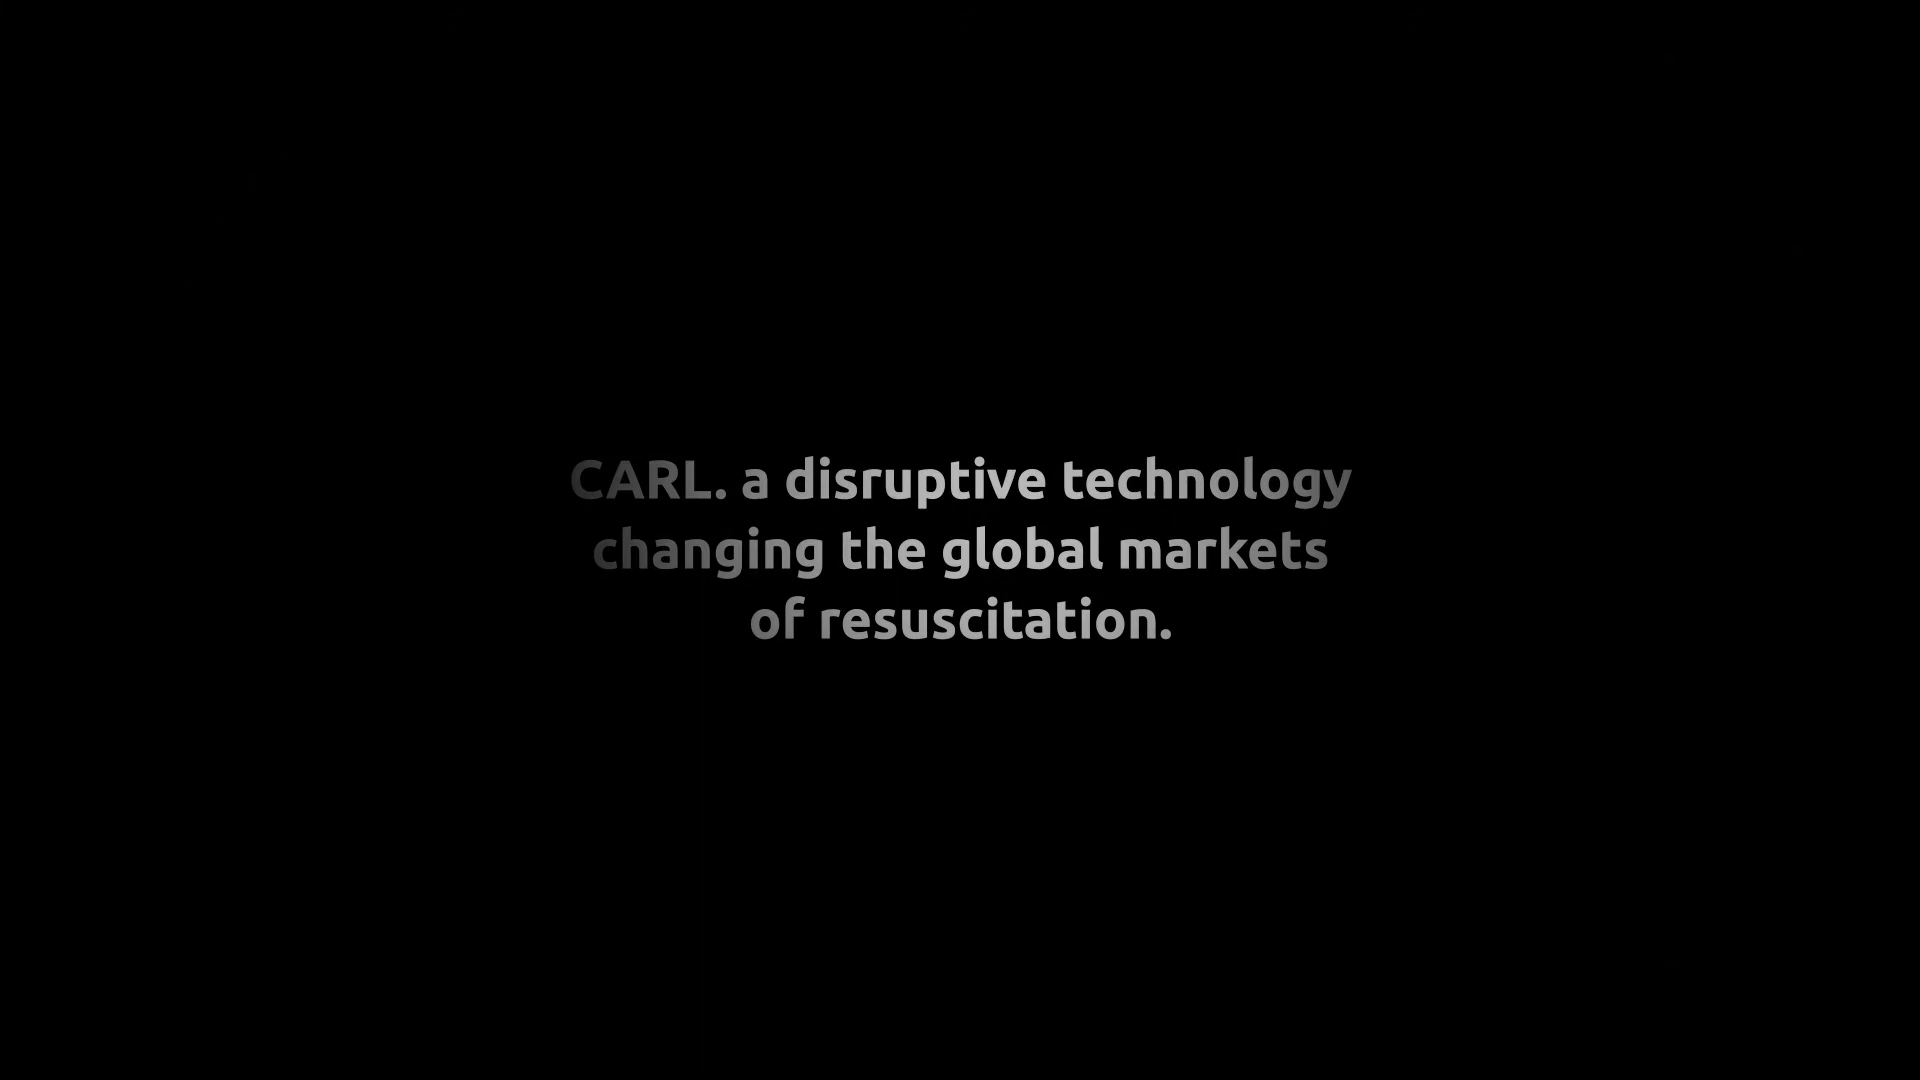 CARL. a disruptive technology
changing the global markets
of resuscitation.